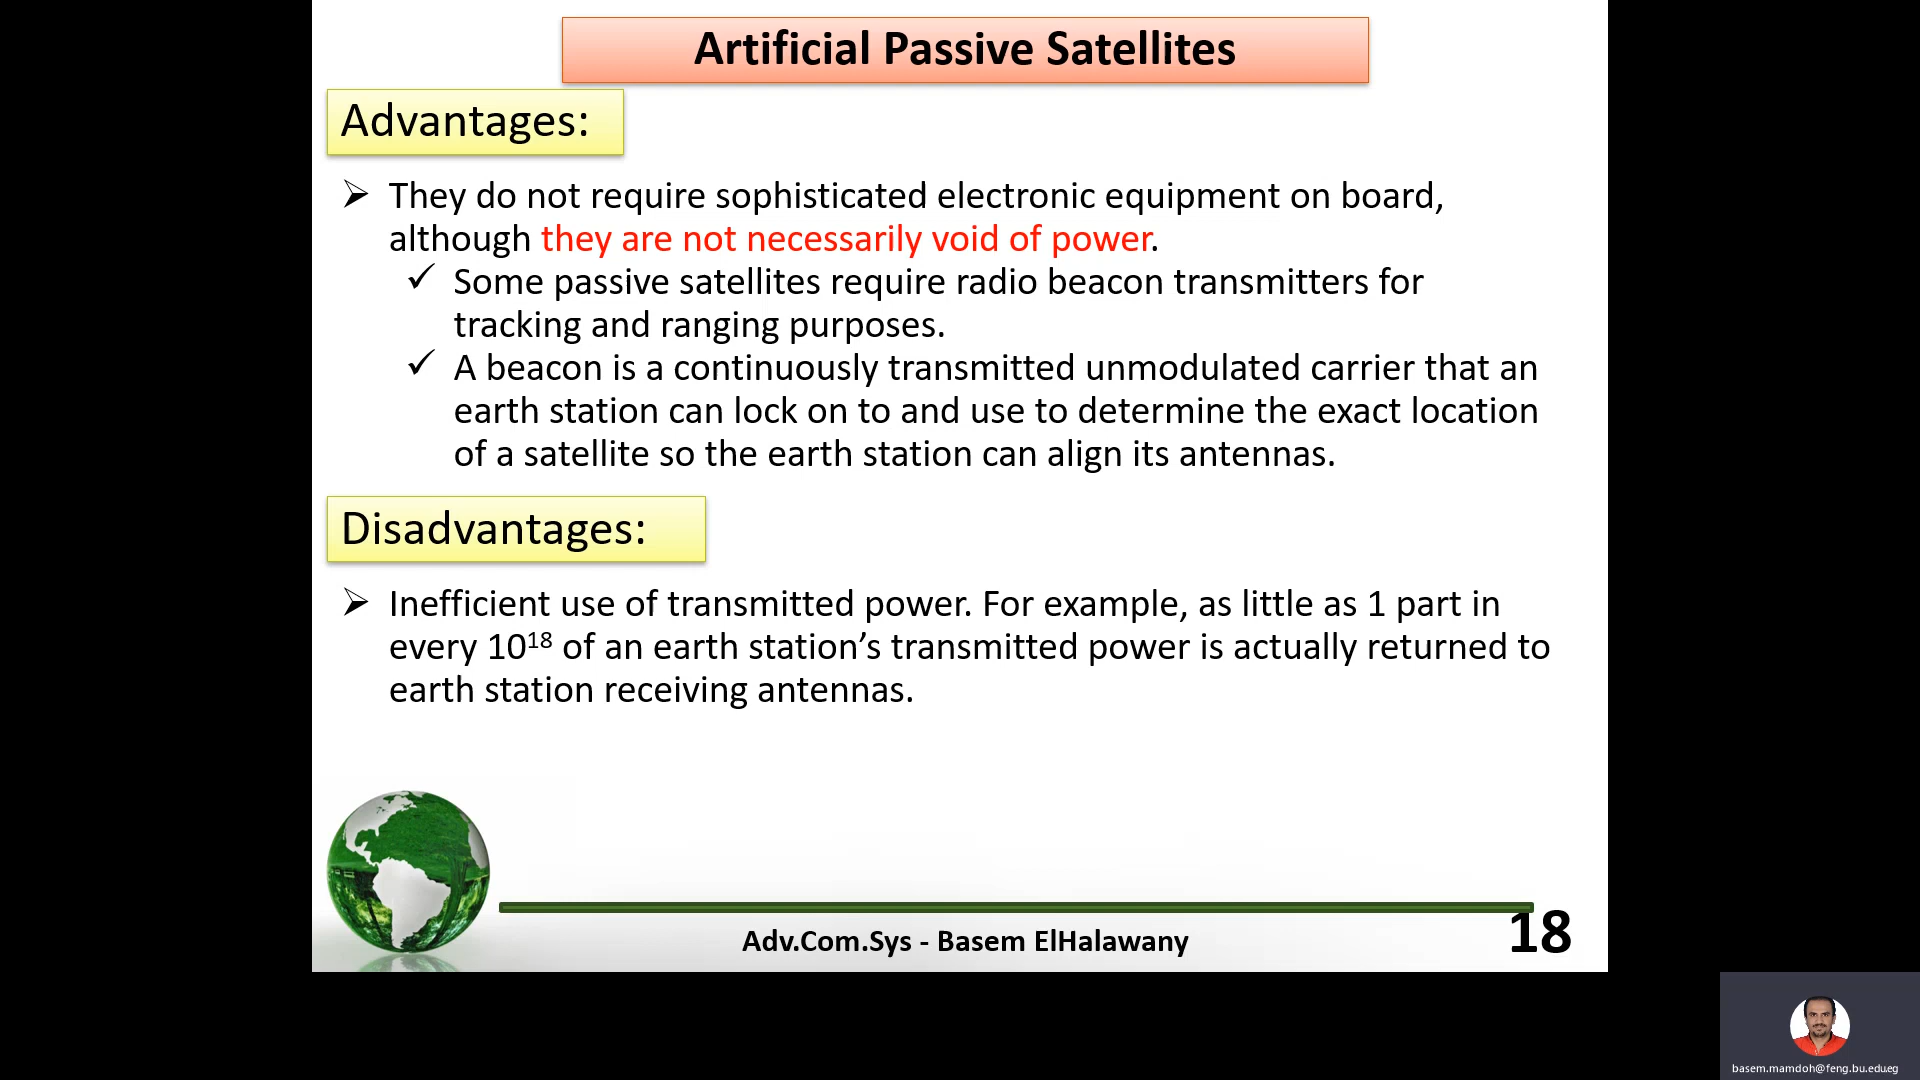 Artificial Passive Satellites
Advantages:
➢ They do not require sophisticated electronic equipment on board,
although they are not necessarily void of power.
✓ Some passive satellites require radio beacon transmitters for
tracking and ranging purposes.
✓ A beacon is a continuously transmitted unmodulated carrier that an
earth station can lock on to and use to determine the exact location
of a satellite so the earth station can align its antennas.
Disadvantages:
➢ Inefficient use of transmitted power. For example, as little as 1 part in
every 10¹⁸ of an earth station’s transmitted power is actually returned to
earth station receiving antennas.
Adv.Com.Sys - Basem ElHalawany
18
basem.mamdoh@feng.bu.edu.eg